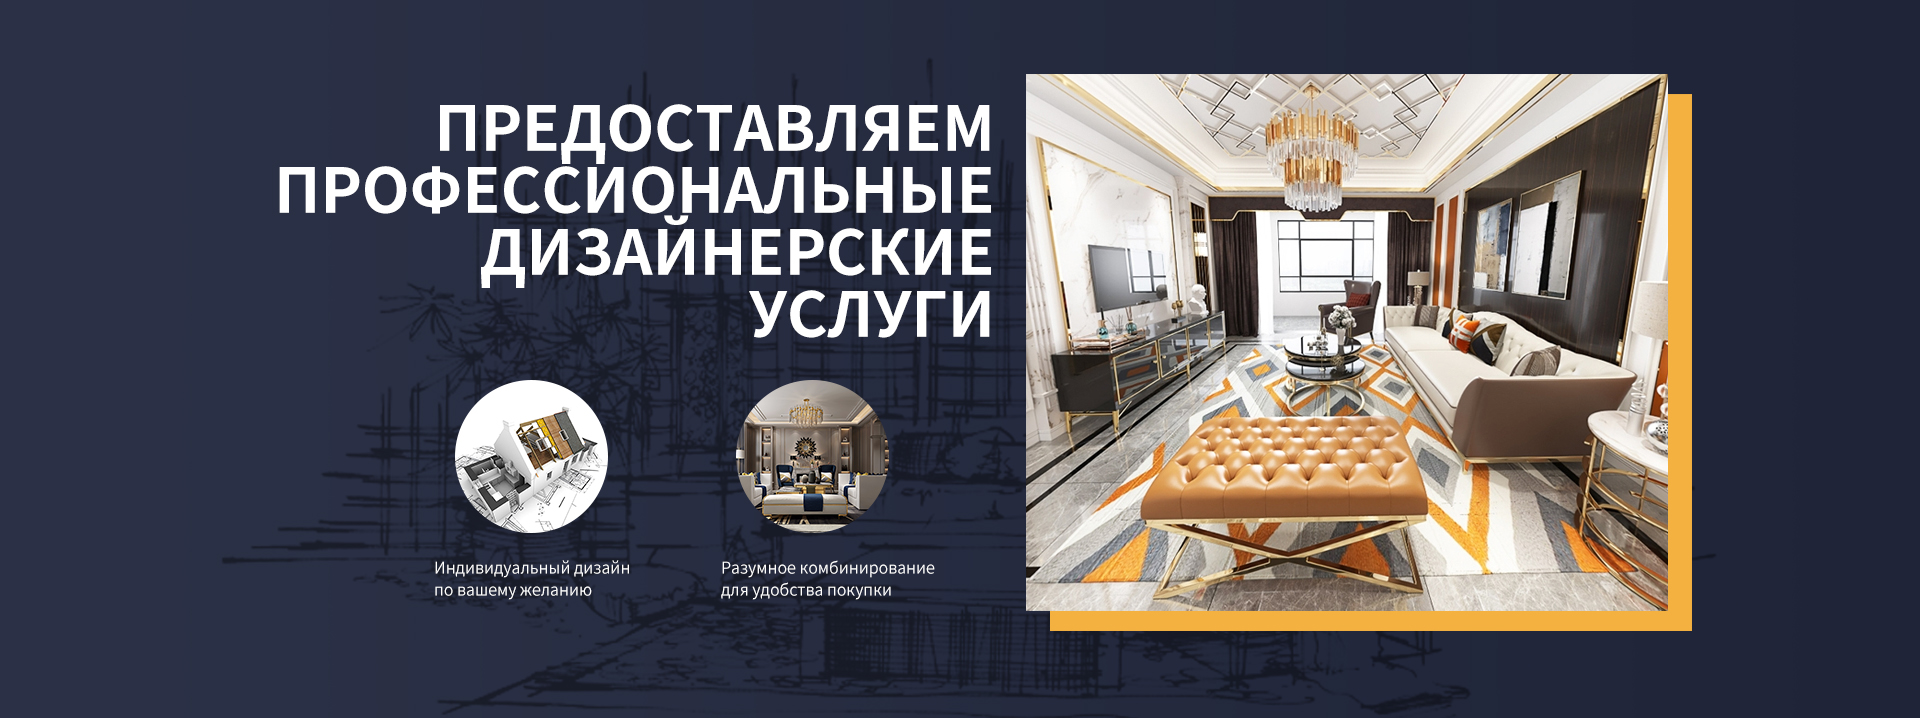 ПРЕДОСТАВЛЯЕМ
ПРОФЕССИОНАЛЬНЫЕ
ДИЗАЙНЕРСКИЕ
УСЛУГИ
Индивидуальный дизайн
по вашему желанию
Разумное комбинирование
для удобства покупки